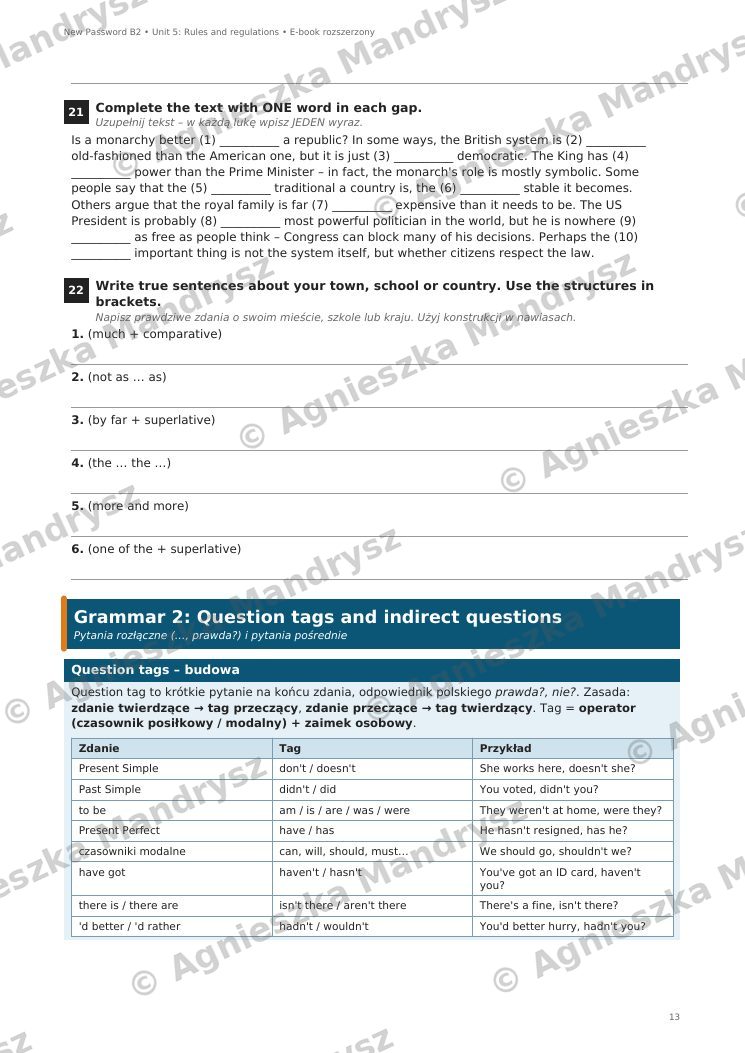 New Password B2 • Unit 5: Rules and regulations • E-book rozszerzony
21 Complete the text with ONE word in each gap.
Uzupełnij tekst – w każdą lukę wpisz JEDEN wyraz.
Is a monarchy better (1) __________ a republic? In some ways, the British system is (2) __________
old-fashioned than the American one, but it is just (3) __________ democratic. The King has (4)
__________ power than the Prime Minister – in fact, the monarch's role is mostly symbolic. Some
people say that the (5) __________ traditional a country is, the (6) __________ stable it becomes.
Others argue that the royal family is far (7) __________ expensive than it needs to be. The US
President is probably (8) __________ most powerful politician in the world, but he is nowhere (9)
__________ as free as people think – Congress can block many of his decisions. Perhaps the (10)
__________ important thing is not the system itself, but whether citizens respect the law.
22 Write true sentences about your town, school or country. Use the structures in
brackets.
Napisz prawdziwe zdania o swoim mieście, szkole lub kraju. Użyj konstrukcji w nawiasach.
1. (much + comparative)
2. (not as … as)
3. (by far + superlative)
4. (the … the …)
5. (more and more)
6. (one of the + superlative)
Grammar 2: Question tags and indirect questions
Pytania rozłączne (…, prawda?) i pytania pośrednie
Question tags – budowa
Question tag to krótkie pytanie na końcu zdania, odpowiednik polskiego prawda?, nie?. Zasada:
zdanie twierdzące → tag przeczący, zdanie przeczące → tag twierdzący. Tag = operator
(czasownik posiłkowy / modalny) + zaimek osobowy.
Zdanie Tag Przykład
Present Simple don't / doesn't She works here, doesn't she?
Past Simple didn't / did You voted, didn't you?
to be am / is / are / was / were They weren't at home, were they?
Present Perfect have / has He hasn't resigned, has he?
czasowniki modalne can, will, should, must… We should go, shouldn't we?
have got haven't / hasn't You've got an ID card, haven't
you?
there is / there are isn't there / aren't there There's a fine, isn't there?
'd better / 'd rather hadn't / wouldn't You'd better hurry, hadn't you?
13
© Agnieszka Mandrysz